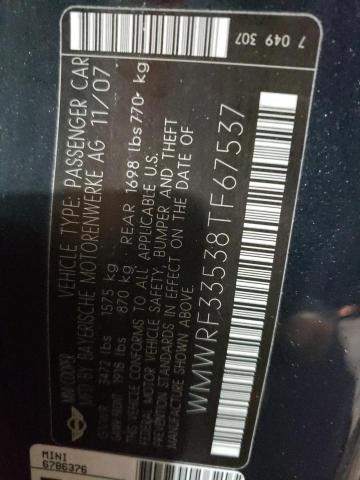 7 049 307
VEHICLE TYPE: PASSENGER CAR
MINI COOPER
MFD BY BAYERISCHE MOTORENWERKE AG 11/07
GVWR 3472 lbs 1575 kg
GAWR FRONT 1918 lbs 870 kg REAR 1698 lbs 770 kg
THIS VEHICLE CONFORMS TO ALL APPLICABLE U.S.
FEDERAL MOTOR VEHICLE SAFETY, BUMPER AND THEFT
PREVENTION STANDARDS IN EFFECT ON THE DATE OF
MANUFACTURE SHOWN ABOVE.
WMWRF33538TF67537
MINI
6786376